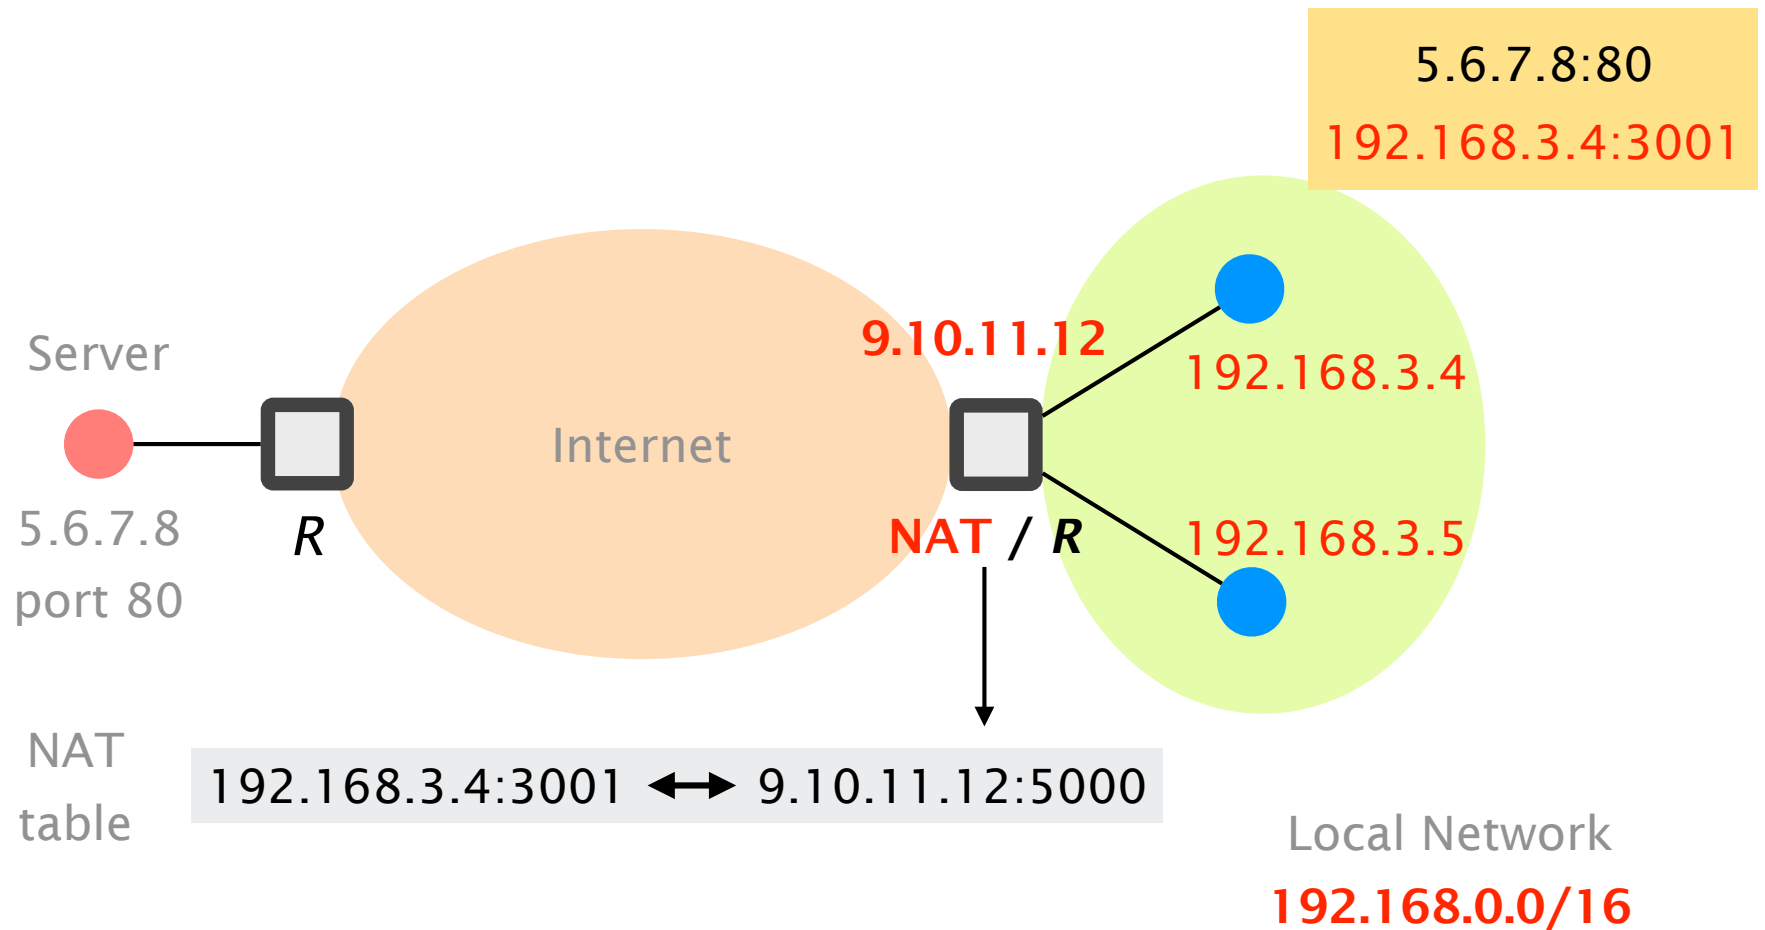 5.6.7.8:80
192.168.3.4:3001
Server
9.10.11.12
192.168.3.4
Internet
5.6.7.8
port 80
R
NAT / R
192.168.3.5
NAT
table
192.168.3.4:3001 ↔ 9.10.11.12:5000
Local Network
192.168.0.0/16